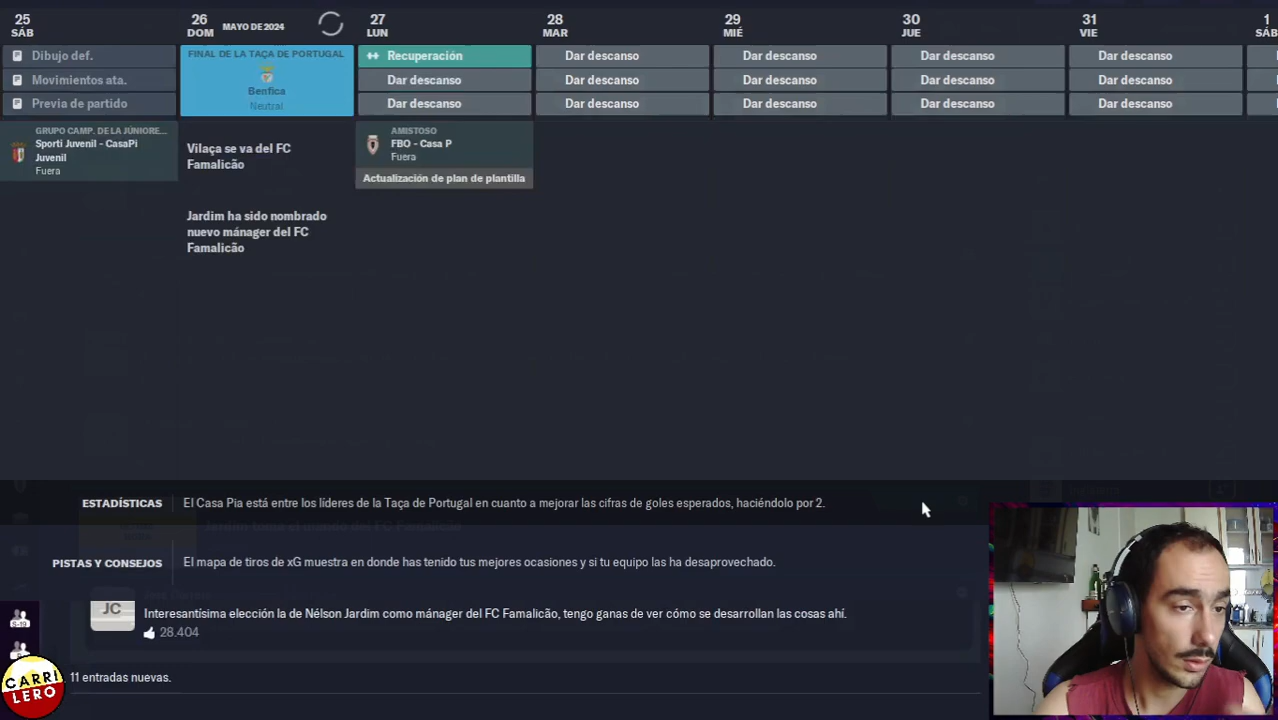 25
SÁB
26
DOM
MAYO DE 2024
27
LUN
28
MAR
29
MIÉ
30
JUE
31
VIE
1
SÁB
Dibujo def.
Movimientos ata.
Previa de partido
FINAL DE LA TAÇA DE PORTUGAL
Benfica
Neutral
Recuperación
Dar descanso
Dar descanso
Dar descanso
Dar descanso
Dar descanso
Dar descanso
Dar descanso
Dar descanso
Dar descanso
Dar descanso
Dar descanso
Dar descanso
Dar descanso
Dar descanso
GRUPO CAMP. DE LA JÚNIORE...
Sporti Juvenil - CasaPi
Juvenil
Fuera
Vilaça se va del FC
Famalicão
Jardim ha sido nombrado
nuevo mánager del FC
Famalicão
AMISTOSO
FBO - Casa P
Fuera
Actualización de plan de plantilla
ESTADÍSTICAS
El Casa Pia está entre los líderes de la Taça de Portugal en cuanto a mejorar las cifras de goles esperados, haciéndolo por 2.
Jardim toma el mando del FC Famalicão
PISTAS Y CONSEJOS
El mapa de tiros de xG muestra en donde has tenido tus mejores ocasiones y si tu equipo las ha desaprovechado.
JC
Interesantísima elección la de Nélson Jardim como mánager del FC Famalicão, tengo ganas de ver cómo se desarrollan las cosas ahí.
28.404
11 entradas nuevas.
S-19
CARRI
LERO